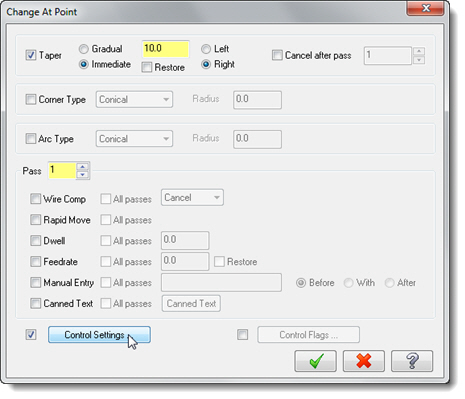 Change At Point
Taper Gradual 10.0 Left Cancel after pass 1
Immediate Restore Right
Corner Type Conical Radius 0.0
Arc Type Conical Radius 0.0
Pass 1
Wire Comp All passes Cancel
Rapid Move All passes
Dwell All passes 0.0
Feedrate All passes 0.0 Restore
Manual Entry All passes Before With After
Canned Text All passes Canned Text
Control Settings Control Flags ...
?